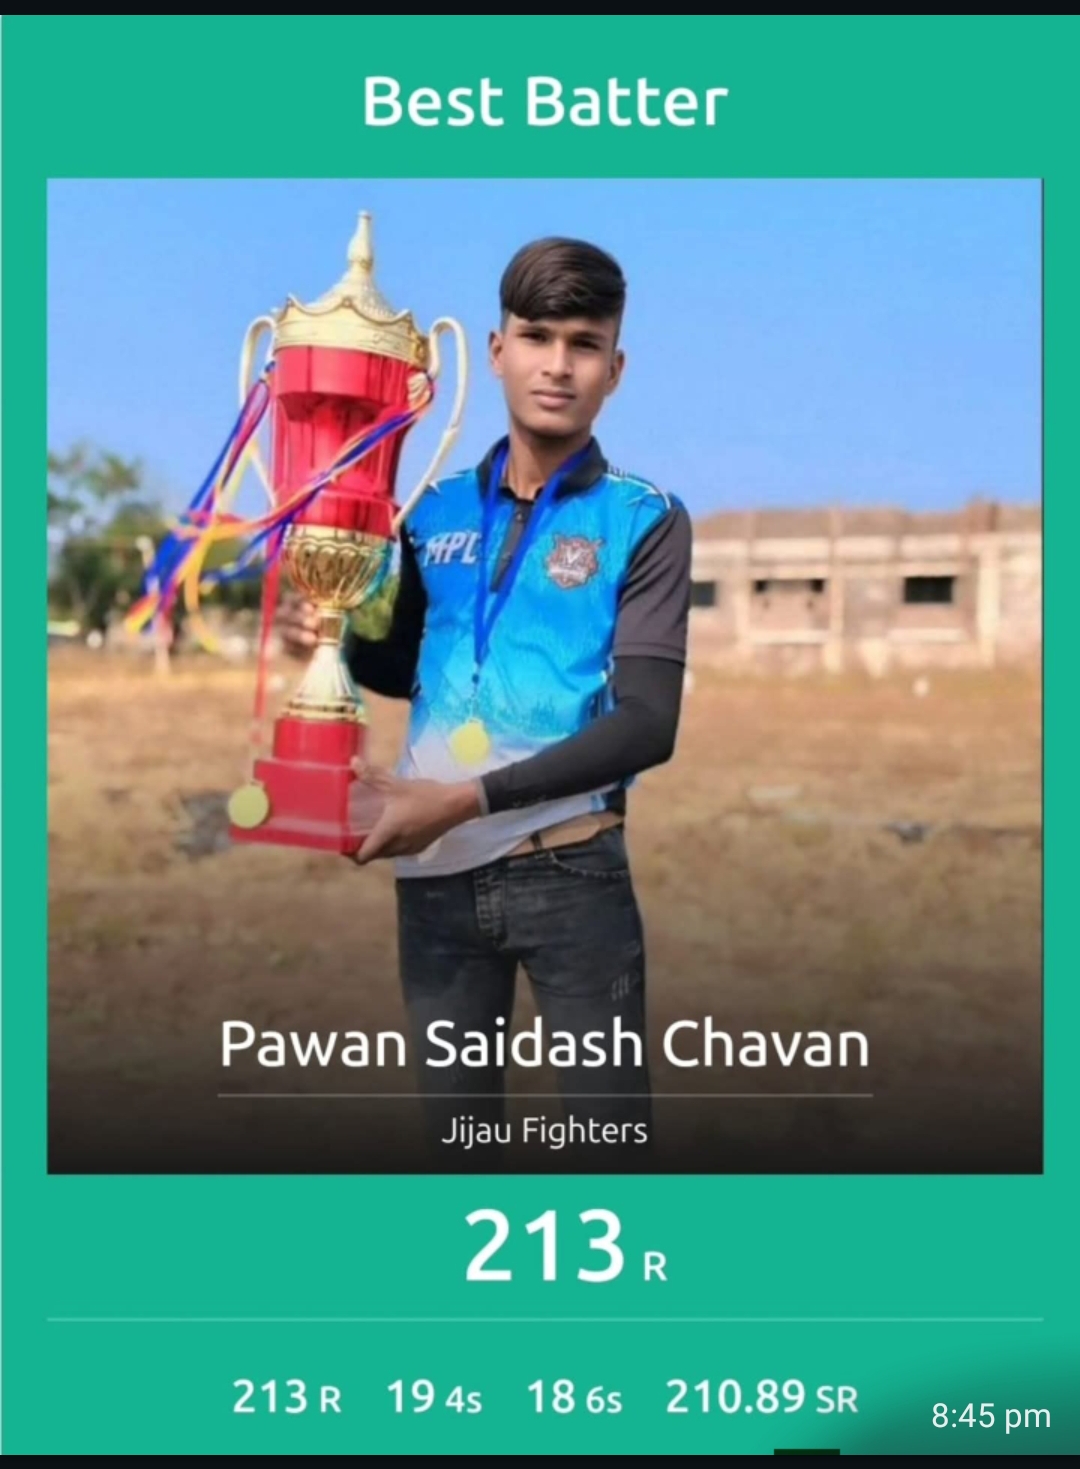 Best Batter
MPL
Pawan Saidash Chavan
Jijau Fighters
213 R
213 R 19 4s 18 6s 210.89 SR
8:45 pm